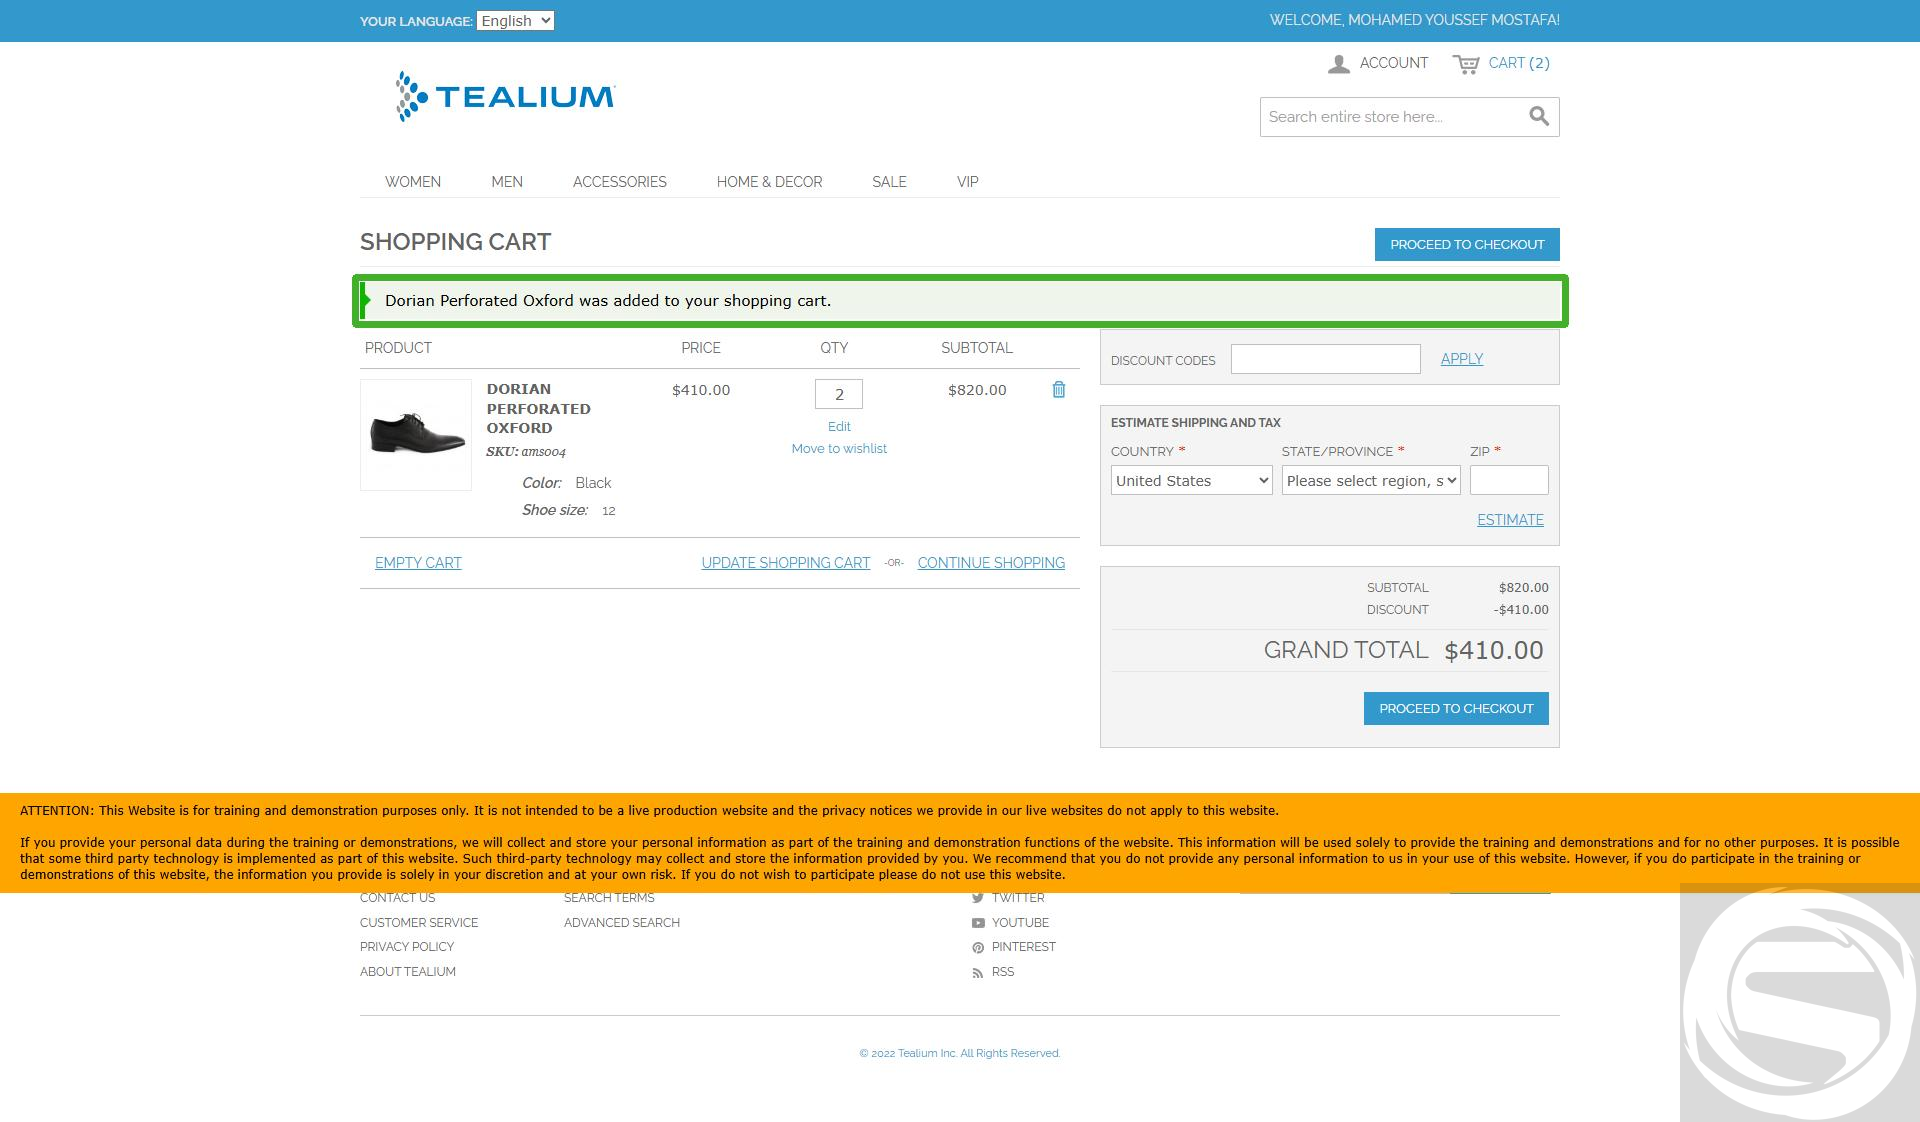 YOUR LANGUAGE: English
WELCOME, MOHAMED YOUSSEF MOSTAFA!
ACCOUNT
CART (2)
TEALIUM
Search entire store here...
WOMEN MEN ACCESSORIES HOME & DECOR SALE VIP
SHOPPING CART
PROCEED TO CHECKOUT
Dorian Perforated Oxford was added to your shopping cart.
PRODUCT PRICE QTY SUBTOTAL
DORIAN
PERFORATED
OXFORD
SKU: ams004
Color: Black
Shoe size: 12
$410.00
2
Edit
Move to wishlist
$820.00
EMPTY CART
UPDATE SHOPPING CART -OR- CONTINUE SHOPPING
DISCOUNT CODES APPLY
ESTIMATE SHIPPING AND TAX
COUNTRY * STATE/PROVINCE * ZIP *
United States Please select region, s
ESTIMATE
SUBTOTAL $820.00
DISCOUNT -$410.00
GRAND TOTAL $410.00
PROCEED TO CHECKOUT
ATTENTION: This Website is for training and demonstration purposes only. It is not intended to be a live production website and the privacy notices we provide in our live websites do not apply to this website.
If you provide your personal data during the training or demonstrations, we will collect and store your personal information as part of the training and demonstration functions of the website. This information will be used solely to provide the training and demonstrations and for no other purposes. It is possible
that some third party technology is implemented as part of this website. Such third-party technology may collect and store the information provided by you. We recommend that you do not provide any personal information to us in your use of this website. However, if you do participate in the training or
demonstrations of this website, the information you provide is solely in your discretion and at your own risk. If you do not wish to participate please do not use this website.
CONTACT US
CUSTOMER SERVICE
PRIVACY POLICY
ABOUT TEALIUM
SEARCH TERMS
ADVANCED SEARCH
TWITTER
YOUTUBE
PINTEREST
RSS
© 2022 Tealium Inc. All Rights Reserved.